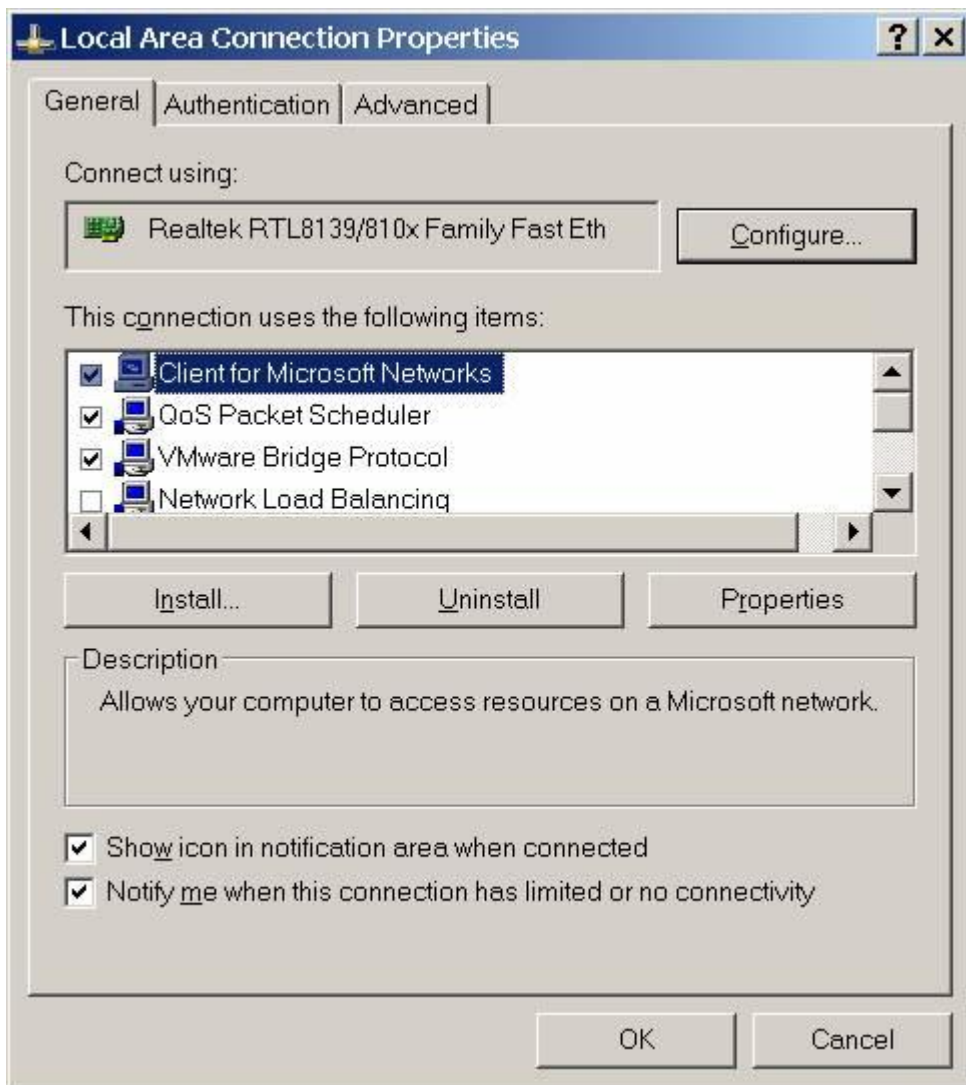 Local Area Connection Properties
General Authentication Advanced
Connect using:
Realtek RTL8139/810x Family Fast Eth Configure...
This connection uses the following items:
Client for Microsoft Networks
QoS Packet Scheduler
VMware Bridge Protocol
Network Load Balancing
Install... Uninstall Properties
Description
Allows your computer to access resources on a Microsoft network.
Show icon in notification area when connected
Notify me when this connection has limited or no connectivity
OK Cancel